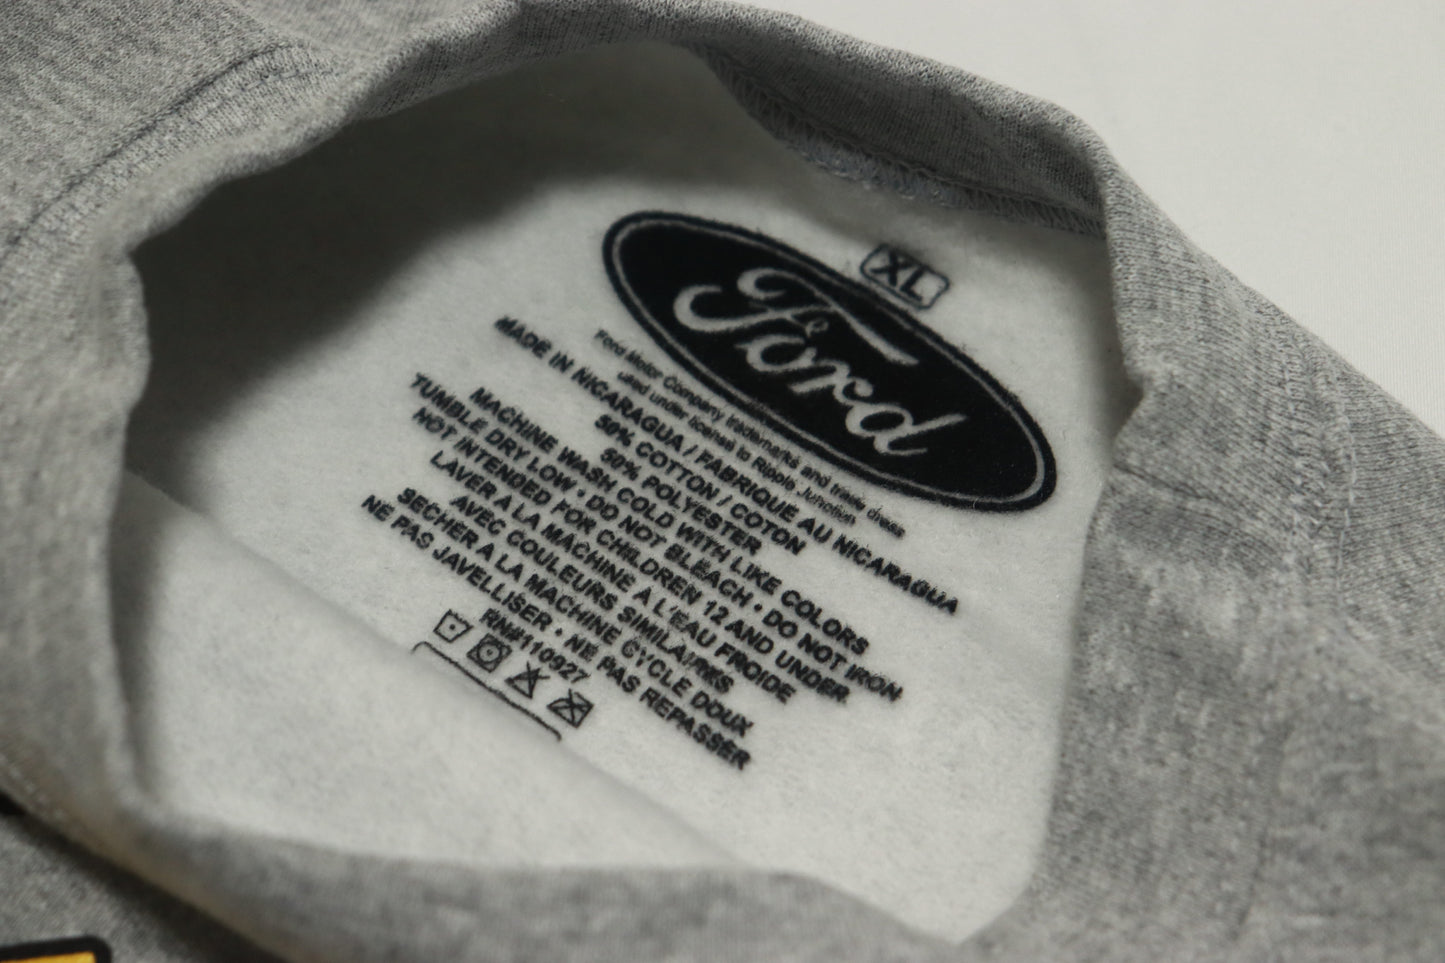 XL
Ford
Ford Motor Company trademarks and trade dress
used under license to Ripple Junction
MADE IN NICARAGUA / FABRIQUE AU NICARAGUA
50% COTTON / COTON
50% POLYESTER
MACHINE WASH COLD WITH LIKE COLORS
TUMBLE DRY LOW • DO NOT BLEACH • DO NOT IRON
NOT INTENDED FOR CHILDREN 12 AND UNDER
LAVER A LA MACHINE A L'EAU FROIDE
AVEC COULEURS SIMILAIRES
SECHER A LA MACHINE CYCLE DOUX
NE PAS JAVELLISER • NE PAS REPASSER
RN#110927